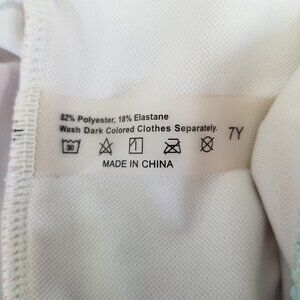 82% Polyester, 18% Elastane
Wash Dark Colored Clothes Separately.
7Y
30
MADE IN CHINA